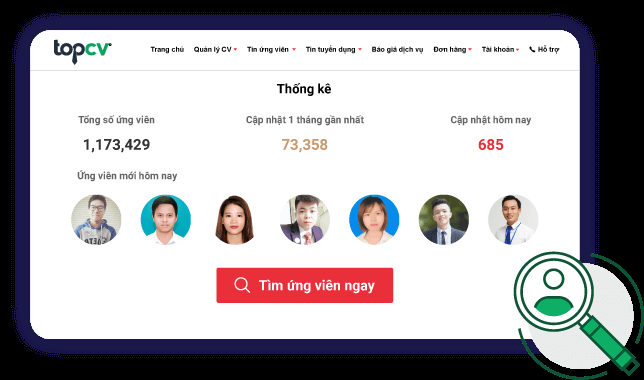 topcv
Trang chủ Quản lý CV Tin ứng viên Tin tuyển dụng Báo giá dịch vụ Đơn hàng Tài khoản Hỗ trợ
Thống kê
Tổng số ứng viên Cập nhật 1 tháng gần nhất Cập nhật hôm nay
1,173,429 73,358 685
Ứng viên mới hôm nay
Tìm ứng viên ngay